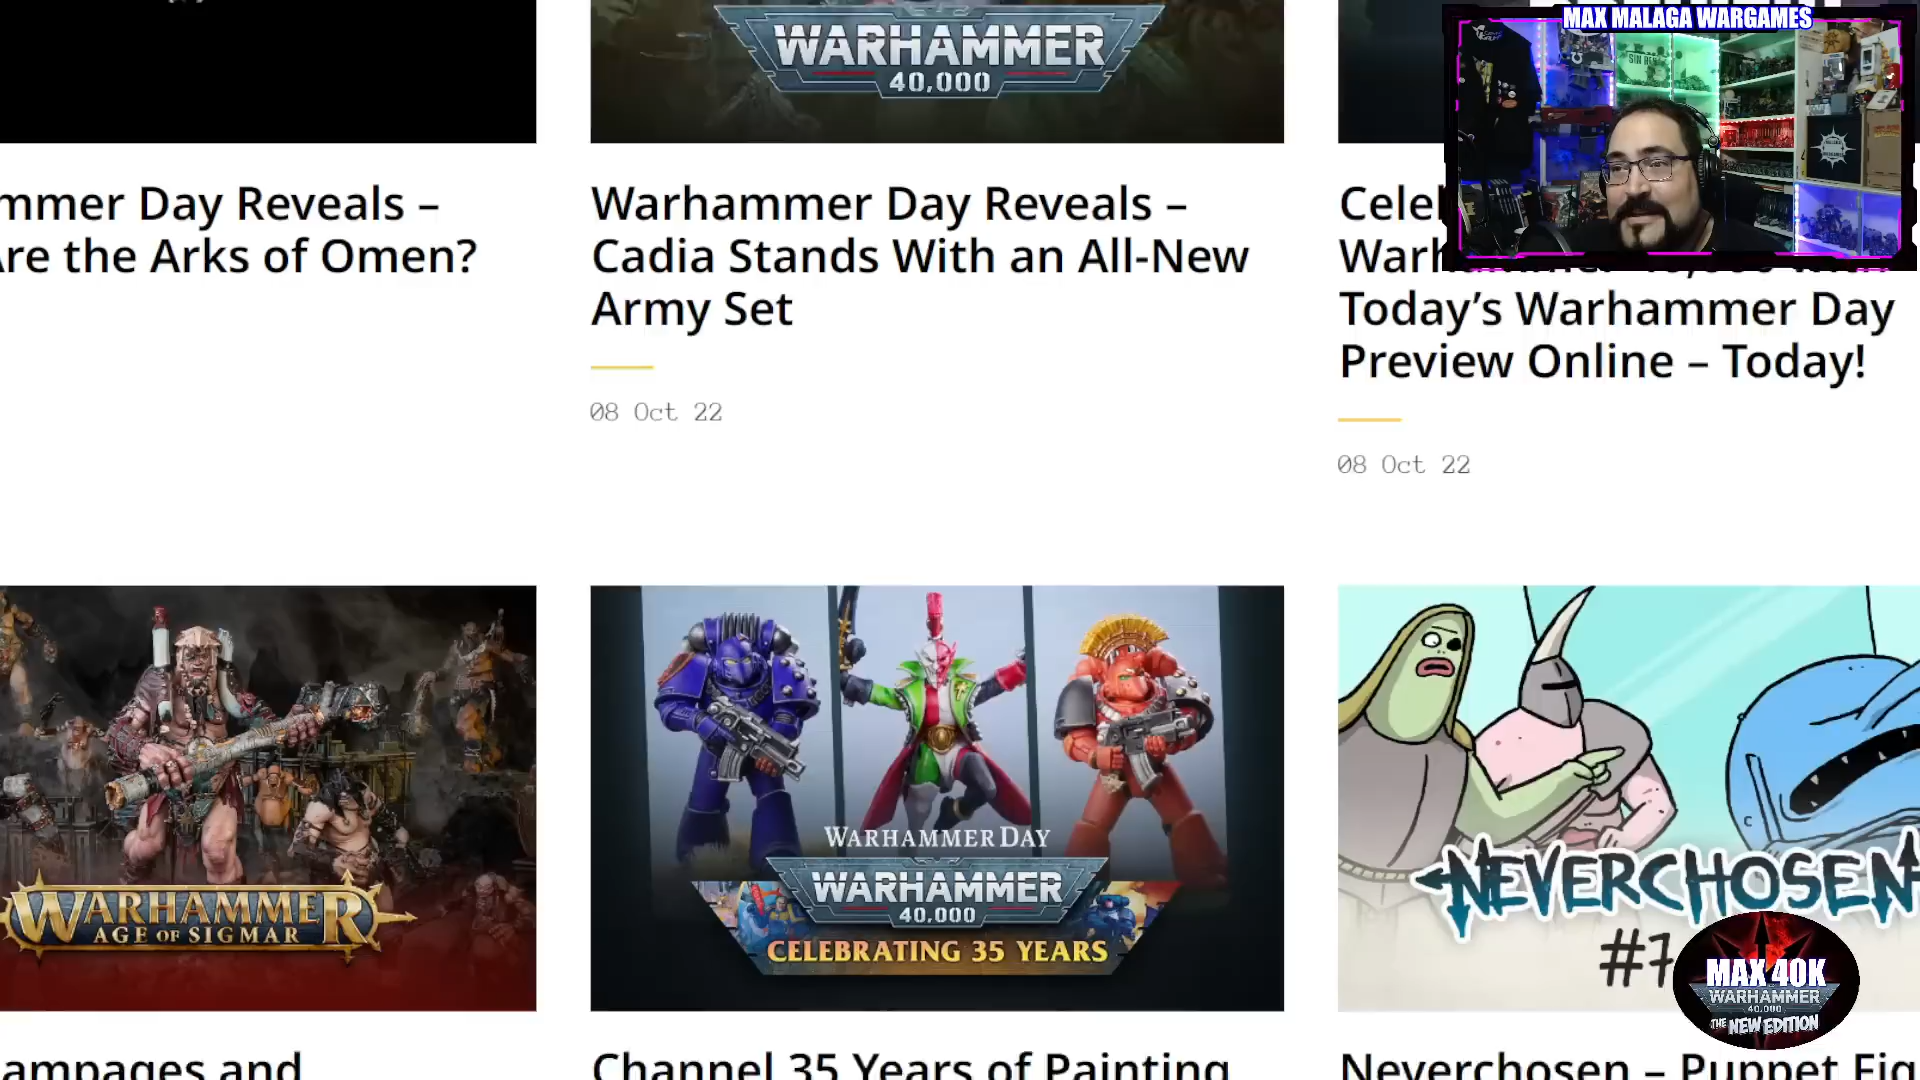 WARHAMMER
40,000
MAX MALAGA WARGAMES
mmer Day Reveals –
Are the Arks of Omen?
Warhammer Day Reveals –
Cadia Stands With an All-New
Army Set
08 Oct 22
Today’s Warhammer Day
Preview Online – Today!
08 Oct 22
WARHAMMER
AGE OF SIGMAR
WARHAMMER DAY
WARHAMMER
40,000
CELEBRATING 35 YEARS
NEVERCHOSEN
#7
MAX 40K
WARHAMMER
40,000
THE NEW EDITION
ampages and
Channel 35 Years of Painting
Neverchosen – Puppet Fig